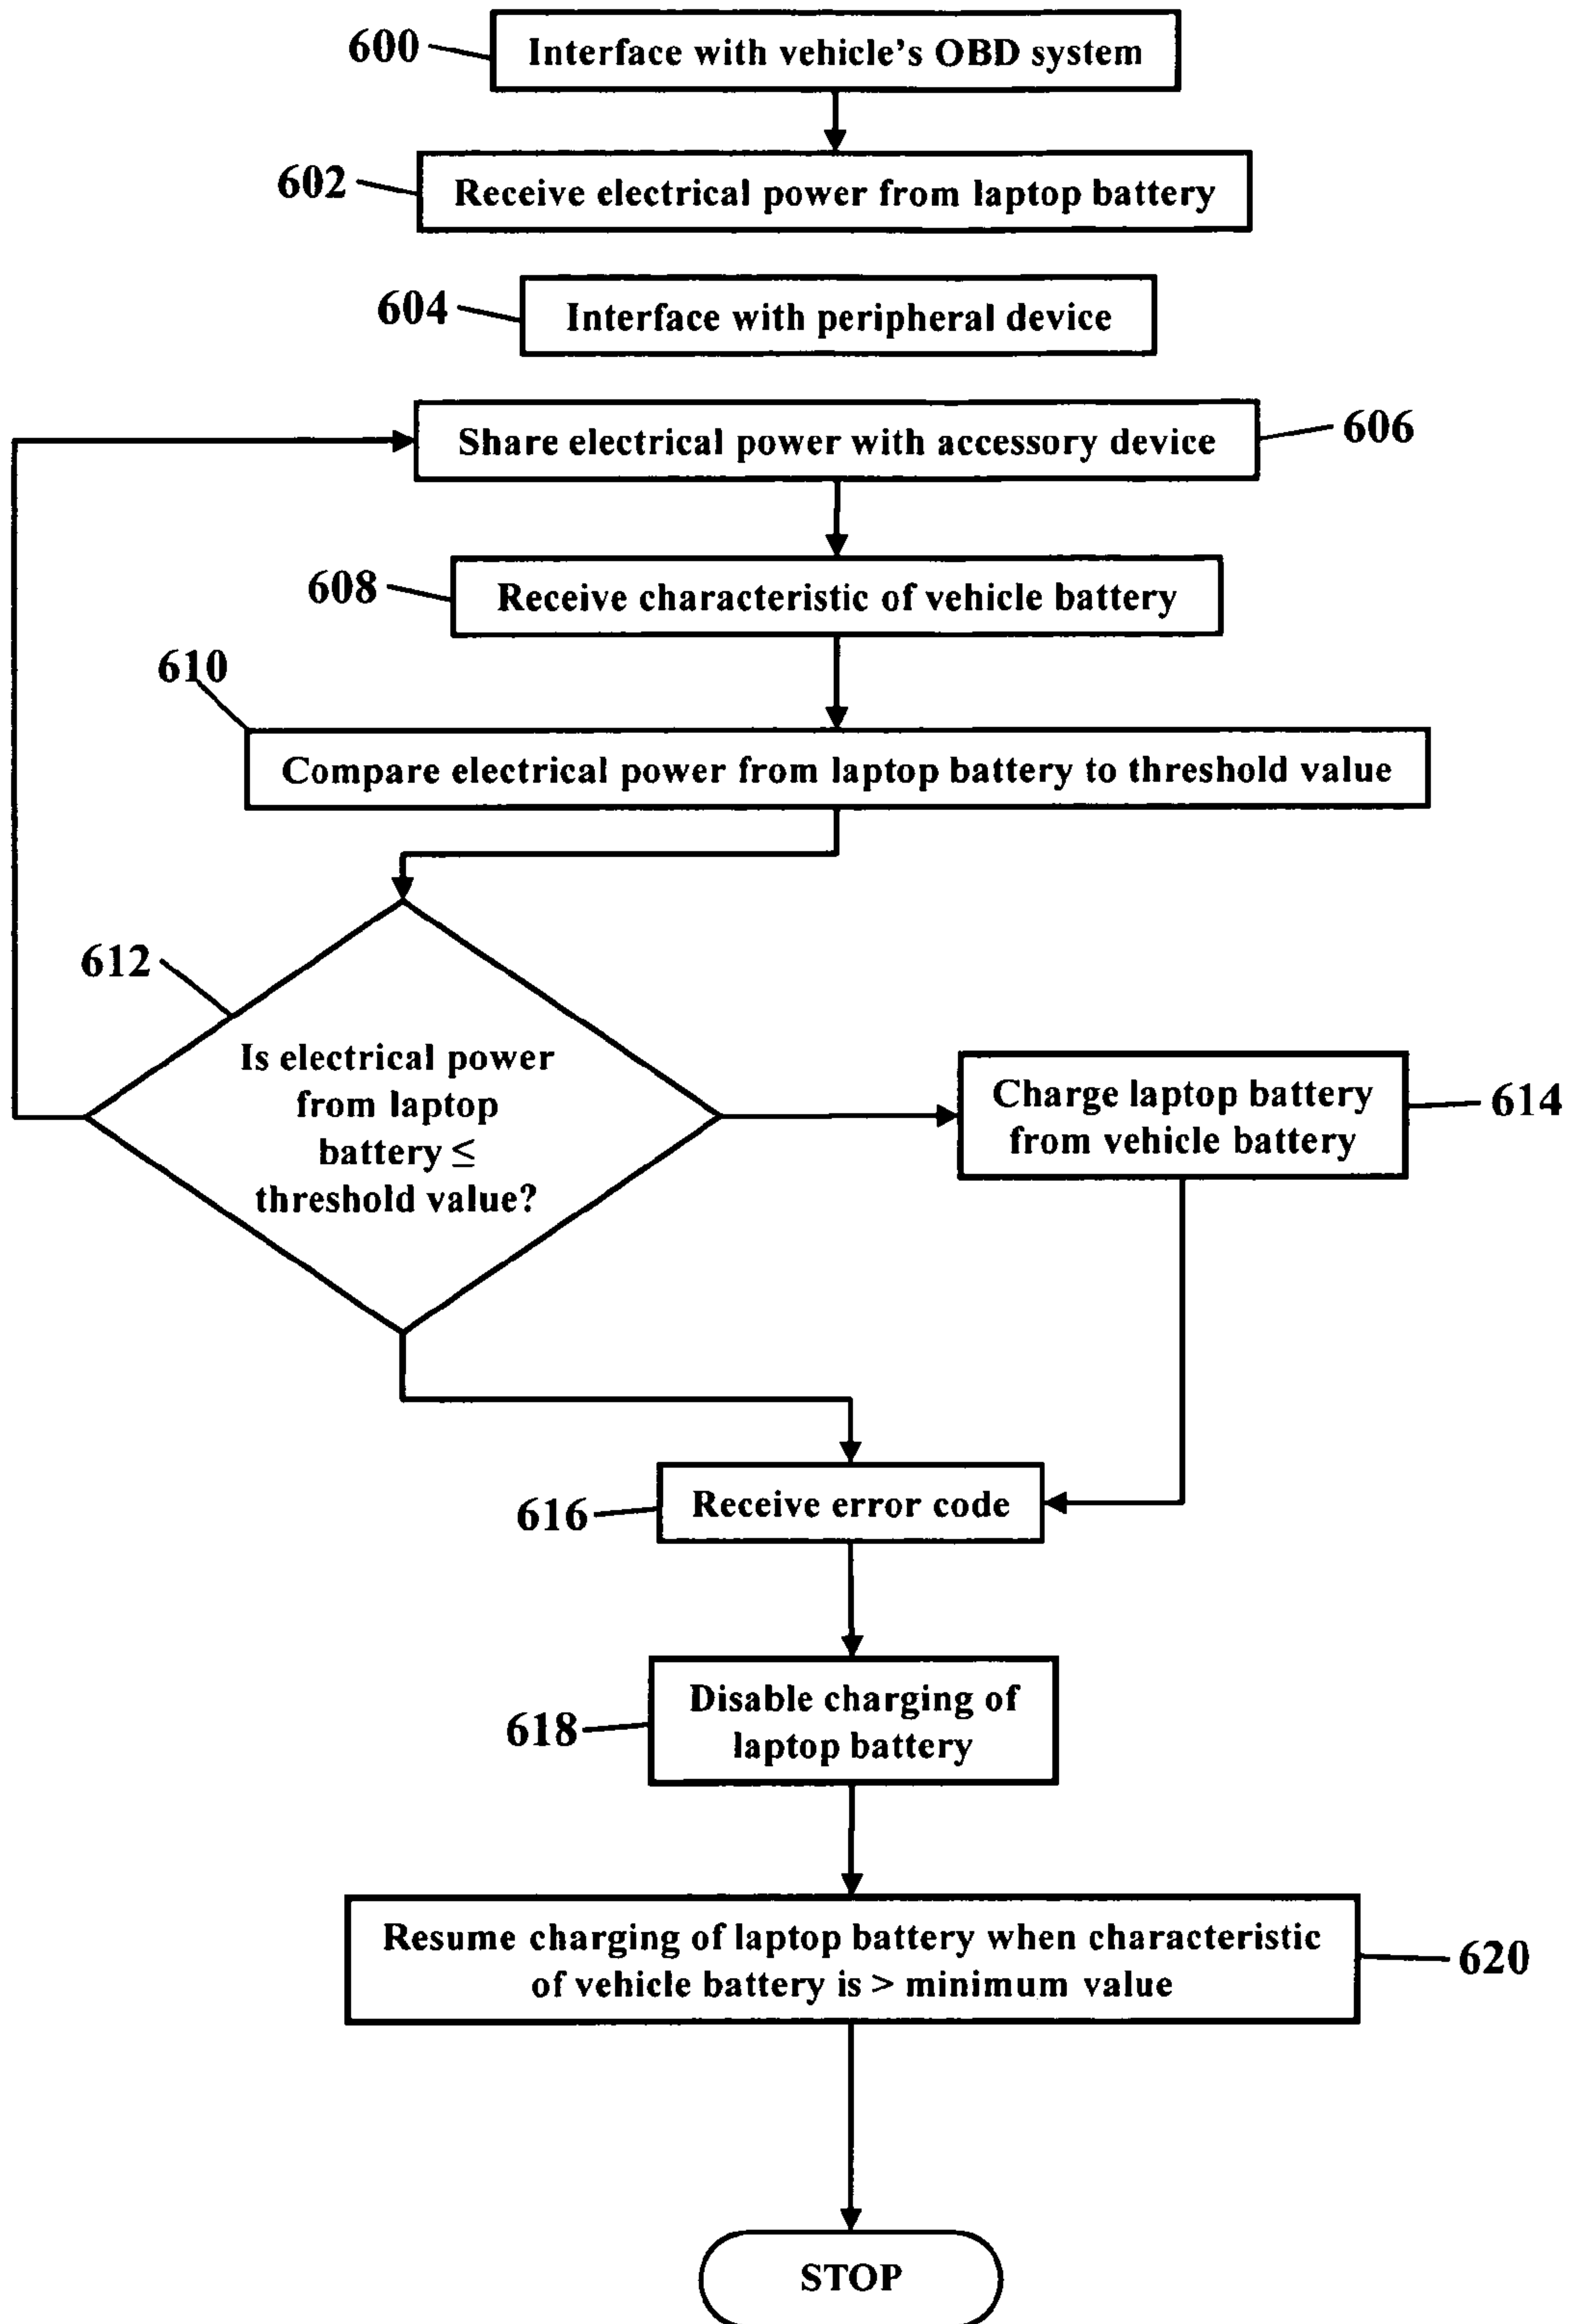 600
Interface with vehicle's OBD system
602
Receive electrical power from laptop battery
604
Interface with peripheral device
Share electrical power with accessory device
606
608
Receive characteristic of vehicle battery
610
Compare electrical power from laptop battery to threshold value
612
Is electrical power
from laptop
battery ≤
threshold value?
Charge laptop battery
from vehicle battery
614
616
Receive error code
618
Disable charging of
laptop battery
Resume charging of laptop battery when characteristic
of vehicle battery is > minimum value
620
STOP